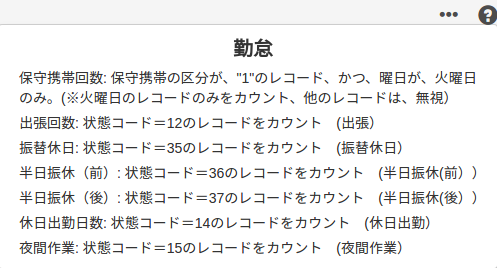 勤怠
保守携帯回数: 保守携帯の区分が、"1"のレコード、かつ、曜日が、火曜日
のみ。(※火曜日のレコードのみをカウント、他のレコードは、無視）
出張回数: 状態コード＝12のレコードをカウント　(出張）
振替休日: 状態コード＝35のレコードをカウント　(振替休日）
半日振休（前）: 状態コード＝36のレコードをカウント　(半日振休(前））
半日振休（後）: 状態コード＝37のレコードをカウント　(半日振休(後））
休日出勤日数: 状態コード＝14のレコードをカウント　(休日出勤）
夜間作業: 状態コード＝15のレコードをカウント　(夜間作業）